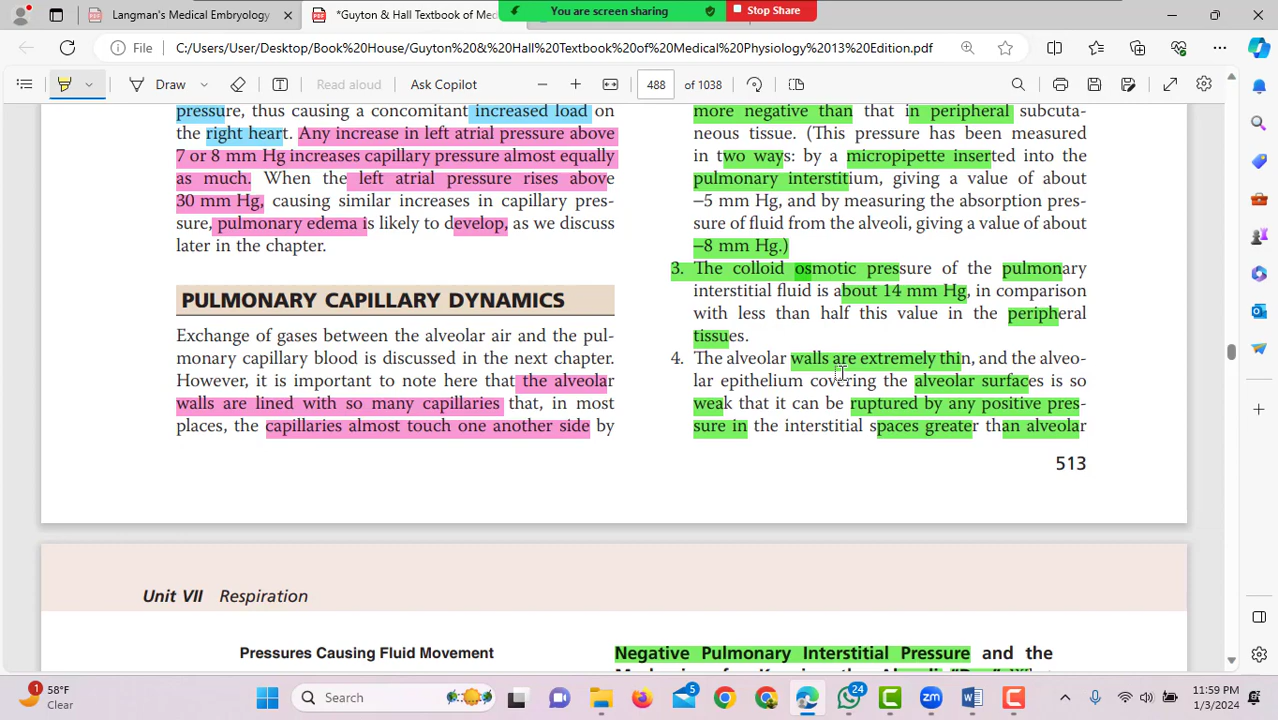 Langman's Medical Embryology
*Guyton & Hall Textbook of Med
You are screen sharing
Stop Share
File
C:/Users/User/Desktop/Book%20House/Guyton%20&%20Hall%20Textbook%20of%20Medical%20Physiology%2013%20Edition.pdf
Draw
Read aloud
Ask Copilot
488
of 1038
pressure, thus causing a concomitant increased load on
the right heart. Any increase in left atrial pressure above
7 or 8 mm Hg increases capillary pressure almost equally
as much. When the left atrial pressure rises above
30 mm Hg, causing similar increases in capillary pres-
sure, pulmonary edema is likely to develop, as we discuss
later in the chapter.
PULMONARY CAPILLARY DYNAMICS
Exchange of gases between the alveolar air and the pul-
monary capillary blood is discussed in the next chapter.
However, it is important to note here that the alveolar
walls are lined with so many capillaries that, in most
places, the capillaries almost touch one another side by
more negative than that in peripheral subcuta-
neous tissue. (This pressure has been measured
in two ways: by a micropipette inserted into the
pulmonary interstitium, giving a value of about
−5 mm Hg, and by measuring the absorption pres-
sure of fluid from the alveoli, giving a value of about
−8 mm Hg.)
3. The colloid osmotic pressure of the pulmonary
interstitial fluid is about 14 mm Hg, in comparison
with less than half this value in the peripheral
tissues.
4. The alveolar walls are extremely thin, and the alveo-
lar epithelium covering the alveolar surfaces is so
weak that it can be ruptured by any positive pres-
sure in the interstitial spaces greater than alveolar
513
Unit VII Respiration
Pressures Causing Fluid Movement
Negative Pulmonary Interstitial Pressure and the
1
58°F
Clear
Search
5
24
zm
11:59 PM
1/3/2024